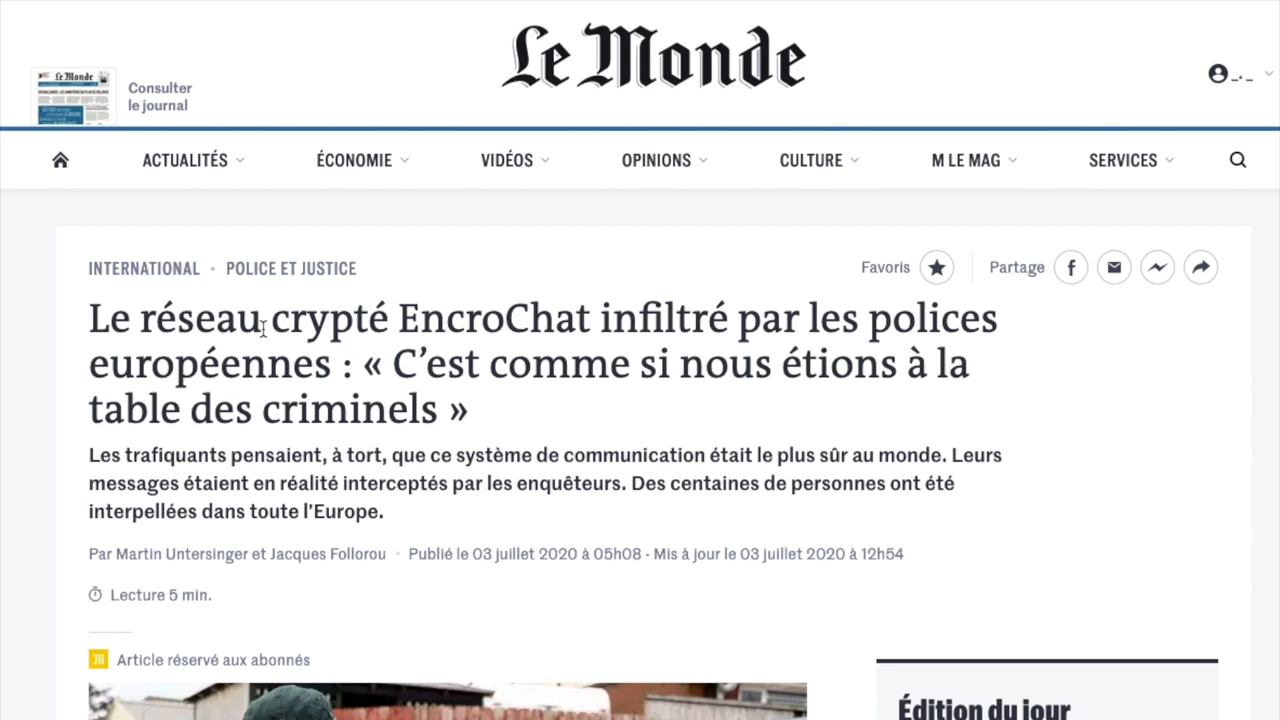 Le Monde
Le Monde
Consulter
le journal
ACTUALITÉS
ÉCONOMIE
VIDÉOS
OPINIONS
CULTURE
M LE MAG
SERVICES
INTERNATIONAL • POLICE ET JUSTICE
Favoris
Partage
Le réseau crypté EncroChat infiltré par les polices
européennes : « C’est comme si nous étions à la
table des criminels »
Les trafiquants pensaient, à tort, que ce système de communication était le plus sûr au monde. Leurs
messages étaient en réalité interceptés par les enquêteurs. Des centaines de personnes ont été
interpellées dans toute l’Europe.
Par Martin Untersinger et Jacques Follorou • Publié le 03 juillet 2020 à 05h08 - Mis à jour le 03 juillet 2020 à 12h54
Lecture 5 min.
Article réservé aux abonnés
Édition du jour